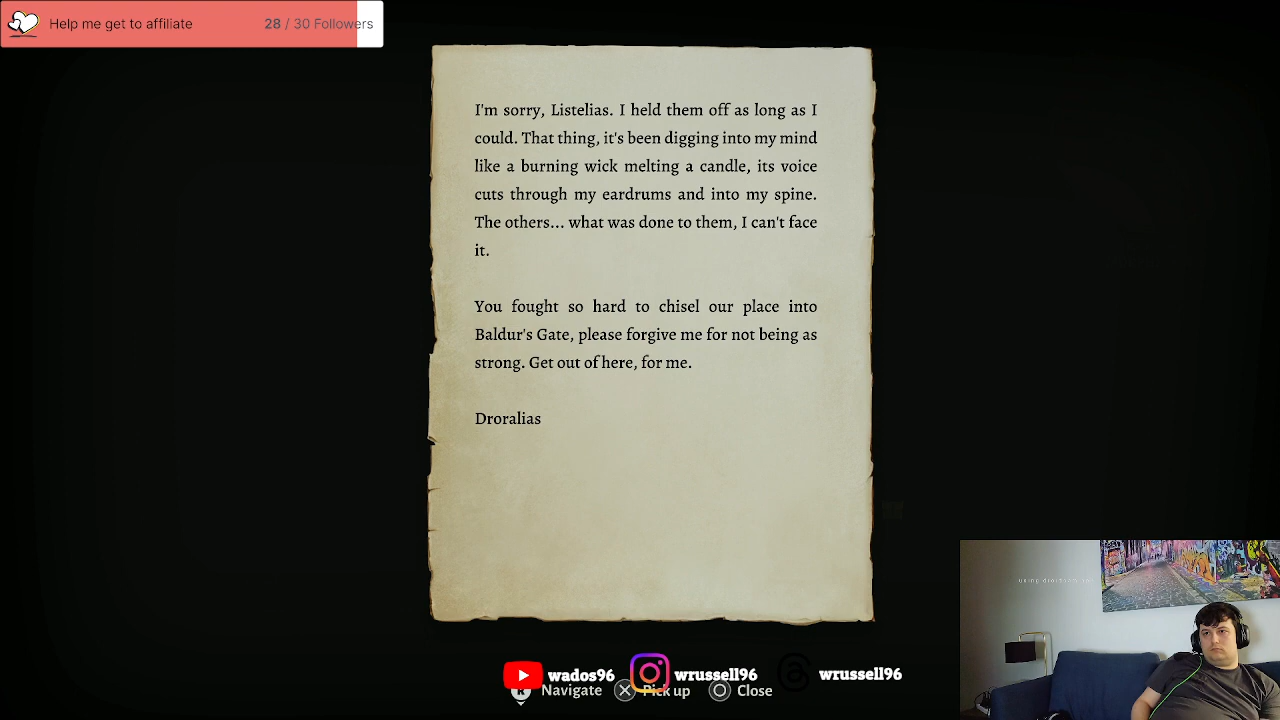 Help me get to affiliate 28 / 30 Followers
I'm sorry, Listelias. I held them off as long as I
could. That thing, it's been digging into my mind
like a burning wick melting a candle, its voice
cuts through my eardrums and into my spine.
The others... what was done to them, I can't face
it.
You fought so hard to chisel our place into
Baldur's Gate, please forgive me for not being as
strong. Get out of here, for me.
Droralias
wados96 wrussell96 wrussell96
R Navigate Pick up Close